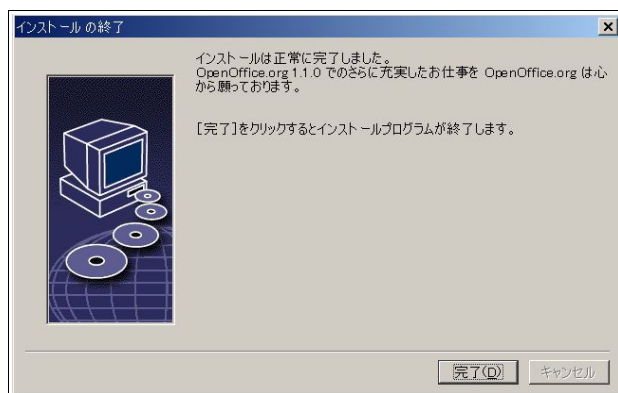 インストールの終了
インストールは正常に完了しました。
OpenOffice.org 1.1.0 でのさらに充実したお仕事を OpenOffice.org は心
から願っております。
[完了]をクリックするとインストールプログラムが終了します。
完了(D)
キャンセル